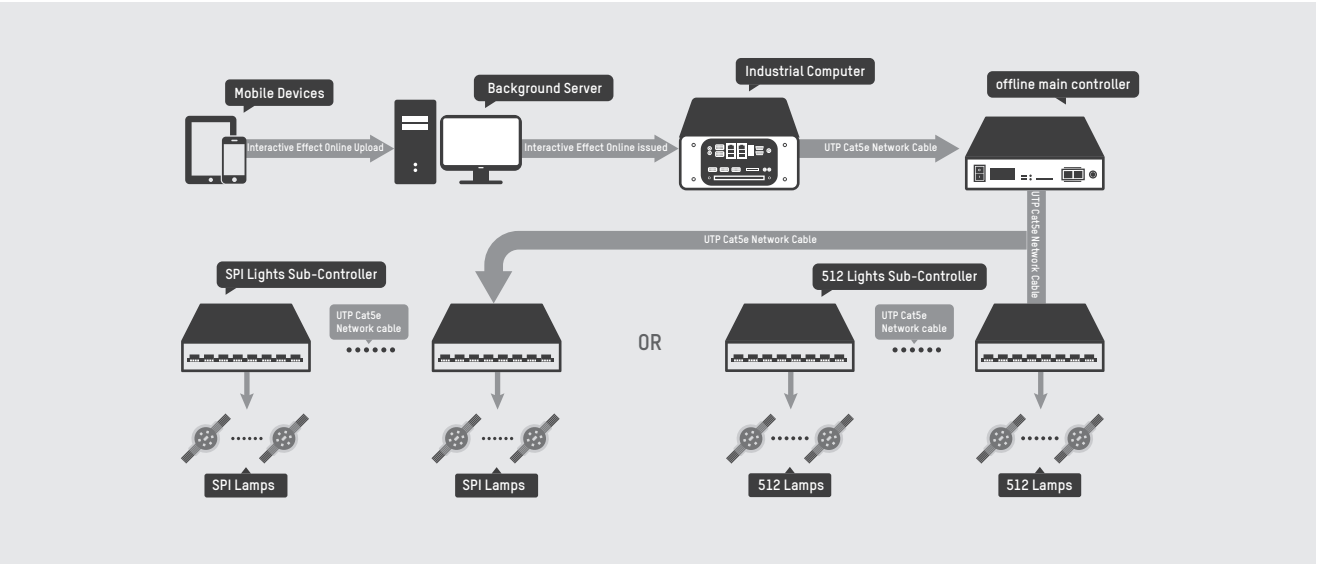 Mobile Devices
Background Server
Industrial Computer
offline main controller
Interactive Effect Online Upload
Interactive Effect Online issued
UTP Cat5e Network Cable
UTP Cat5e Network Cable
UTP Cat5e Network Cable
SPI Lights Sub-Controller
UTP Cat5e
Network cable
OR
512 Lights Sub-Controller
UTP Cat5e
Network cable
SPI Lamps
SPI Lamps
512 Lamps
512 Lamps